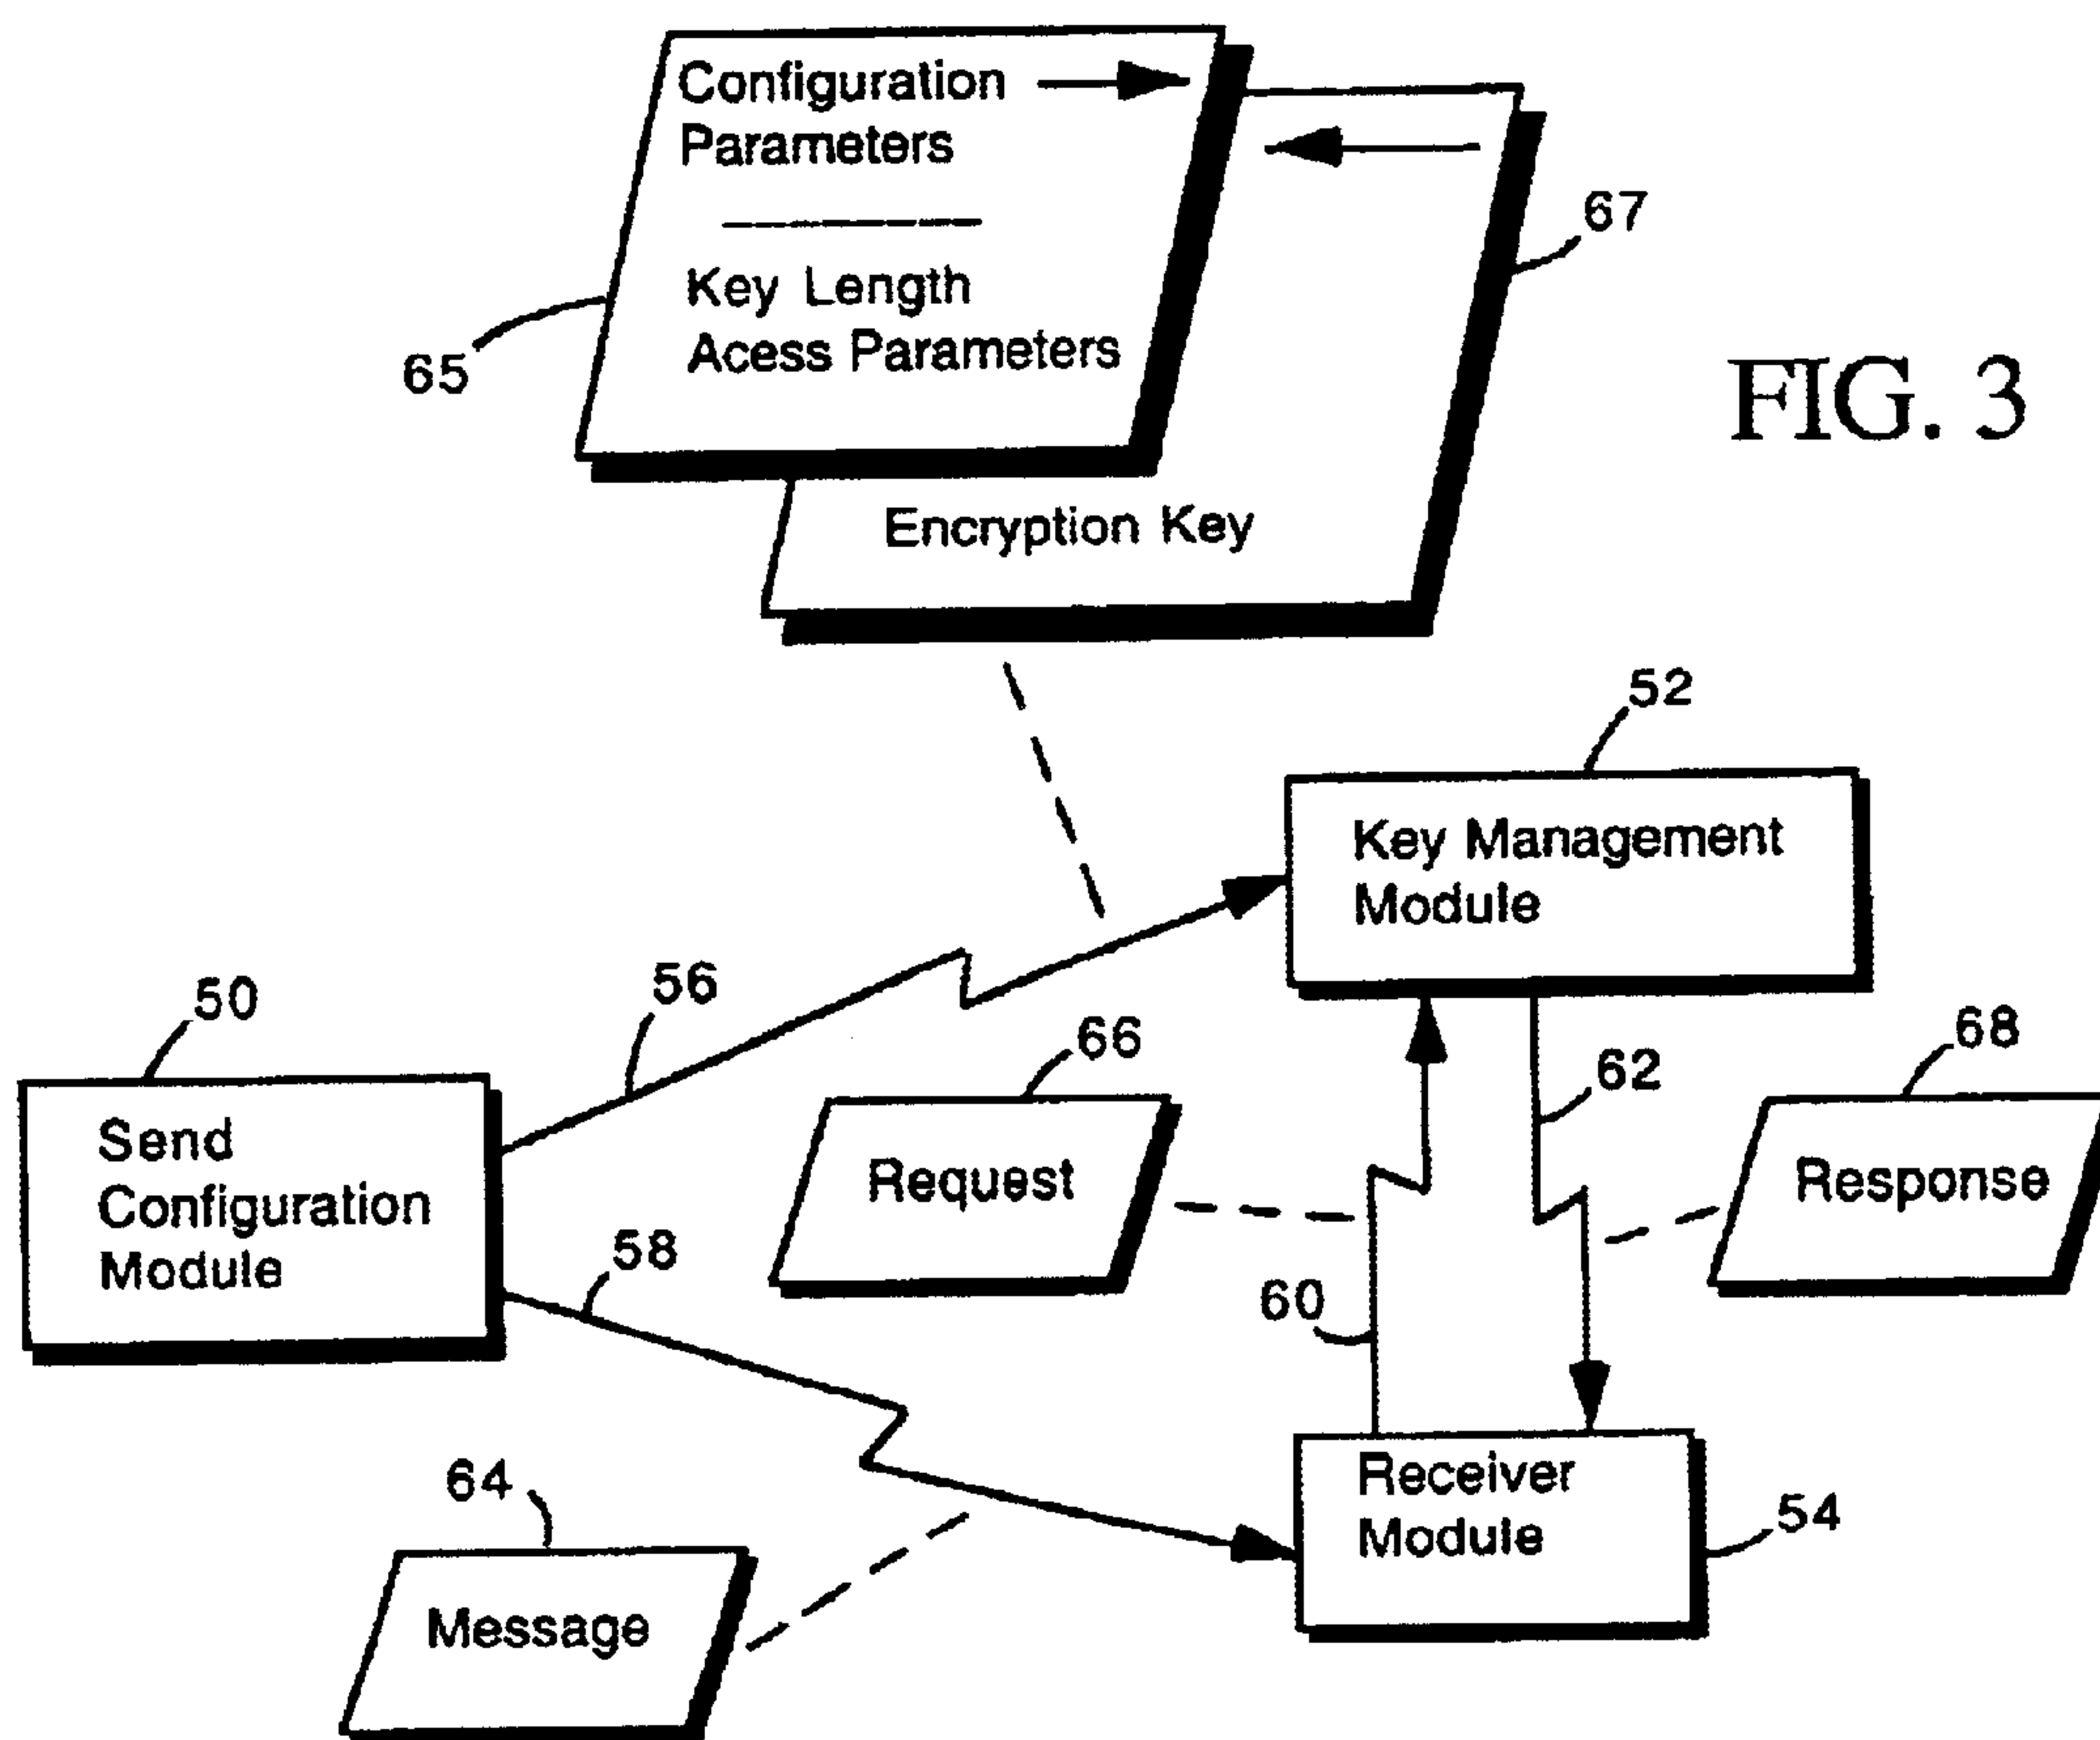 Configuration
Parameters
67
Key Length
Acess Parameters
65
FIG. 3
Encryption Key
52
Key Management
Module
50
56
66
62
68
Send
Configuration
Module
Request
Response
58
60
64
Receiver
Module
54
Message